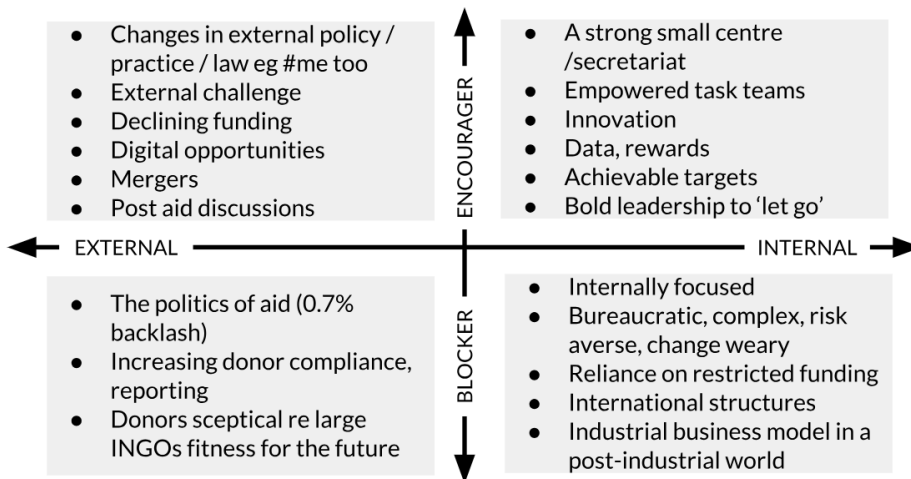 ● Changes in external policy /
practice / law eg #me too
● External challenge
● Declining funding
● Digital opportunities
● Mergers
● Post aid discussions
ENCOURAGER
● A strong small centre
/secretariat
● Empowered task teams
● Innovation
● Data, rewards
● Achievable targets
● Bold leadership to ‘let go’
EXTERNAL
INTERNAL
● The politics of aid (0.7%
backlash)
● Increasing donor compliance,
reporting
● Donors sceptical re large
INGOs fitness for the future
BLOCKER
● Internally focused
● Bureaucratic, complex, risk
averse, change weary
● Reliance on restricted funding
● International structures
● Industrial business model in a
post-industrial world